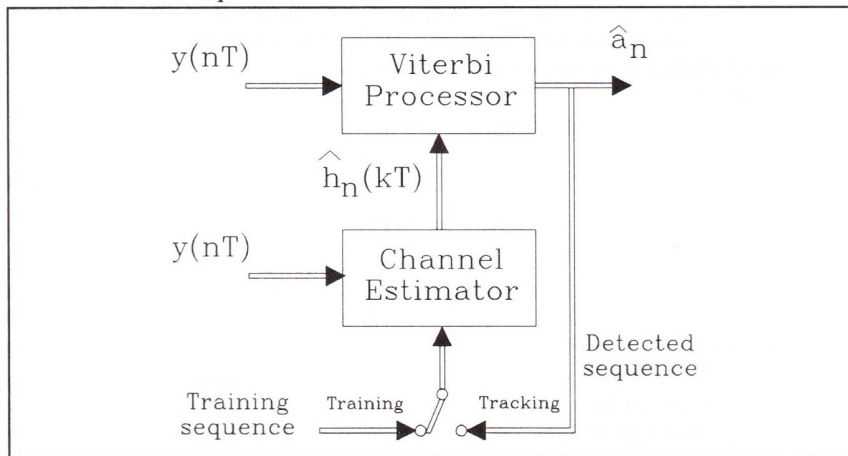 y(nT)
Viterbi
Processor
â_n
ĥ_n(kT)
y(nT)
Channel
Estimator
Detected
sequence
Training
sequence
Training
Tracking